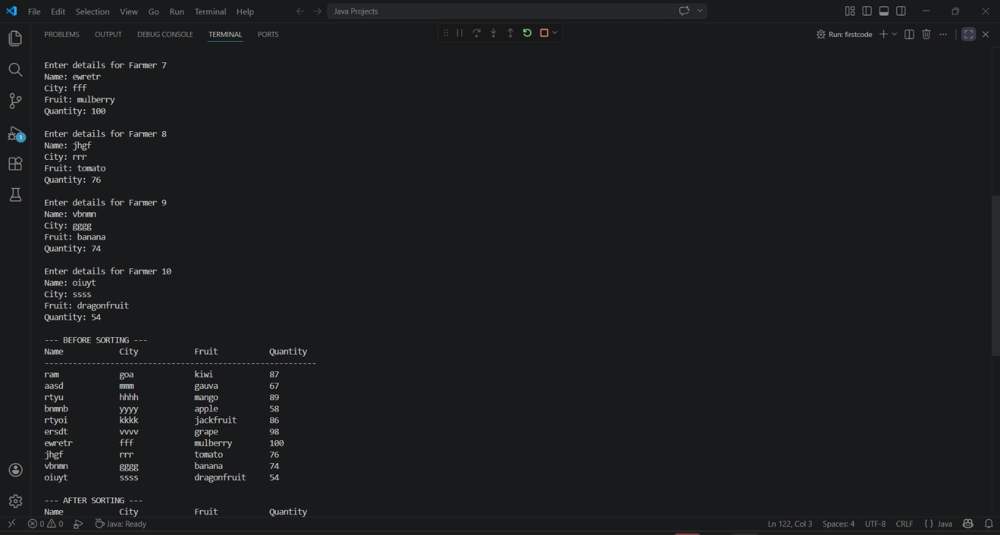 File Edit Selection View Go Run Terminal Help Java Projects
PROBLEMS OUTPUT DEBUG CONSOLE TERMINAL PORTS Run: firstcode
1
Enter details for Farmer 7
Name: ewretr
City: fff
Fruit: mulberry
Quantity: 100
Enter details for Farmer 8
Name: jhgf
City: rrr
Fruit: tomato
Quantity: 76
Enter details for Farmer 9
Name: vbnmn
City: gggg
Fruit: banana
Quantity: 74
Enter details for Farmer 10
Name: oiuyt
City: ssss
Fruit: dragonfruit
Quantity: 54
--- BEFORE SORTING ---
Name City Fruit Quantity
----------------------------------------------------------
ram goa kiwi 87
aasd mmm gauva 67
rtyu hhhh mango 89
bnmnb yyyy apple 58
rtyoi kkkk jackfruit 86
ersdt vvvv grape 98
ewretr fff mulberry 100
jhgf rrr tomato 76
vbnmn gggg banana 74
oiuyt ssss dragonfruit 54
--- AFTER SORTING ---
Name City Fruit Quantity
0 0 Java: Ready Ln 122, Col 3 Spaces: 4 UTF-8 CRLF {} Java